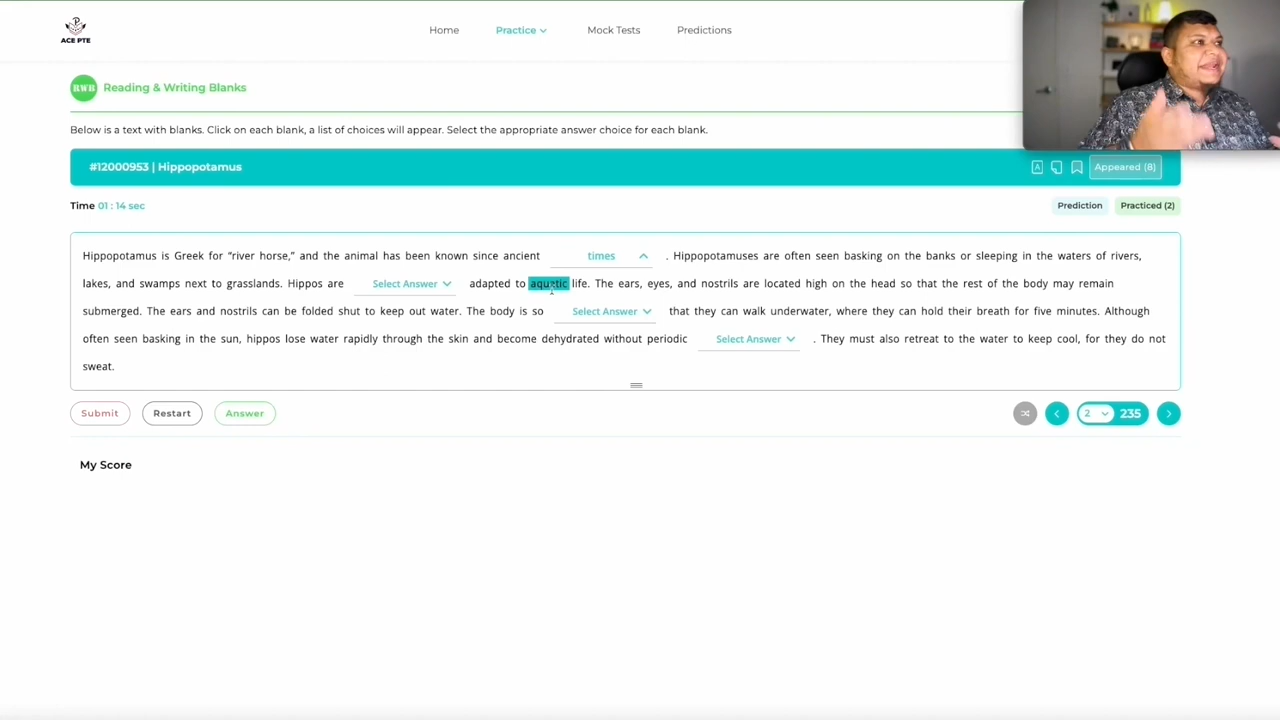 ACE PTE
Home
Practice
Mock Tests
Predictions
RWB Reading & Writing Blanks
Below is a text with blanks. Click on each blank, a list of choices will appear. Select the appropriate answer choice for each blank.
#12000953 | Hippopotamus
A
Appeared (8)
Time 01 : 14 sec
Prediction
Practiced (2)
Hippopotamus is Greek for “river horse,” and the animal has been known since ancient times . Hippopotamuses are often seen basking on the banks or sleeping in the waters of rivers,
lakes, and swamps next to grasslands. Hippos are Select Answer adapted to aquatic life. The ears, eyes, and nostrils are located high on the head so that the rest of the body may remain
submerged. The ears and nostrils can be folded shut to keep out water. The body is so Select Answer that they can walk underwater, where they can hold their breath for five minutes. Although
often seen basking in the sun, hippos lose water rapidly through the skin and become dehydrated without periodic Select Answer . They must also retreat to the water to keep cool, for they do not
sweat.
Submit
Restart
Answer
2
235
My Score